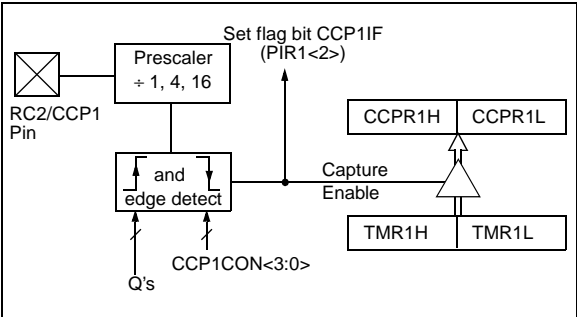 Set flag bit CCP1IF
(PIR1<2>)
Prescaler
÷ 1, 4, 16
RC2/CCP1
Pin
CCPR1H
CCPR1L
and
edge detect
Capture
Enable
TMR1H
TMR1L
CCP1CON<3:0>
Q's